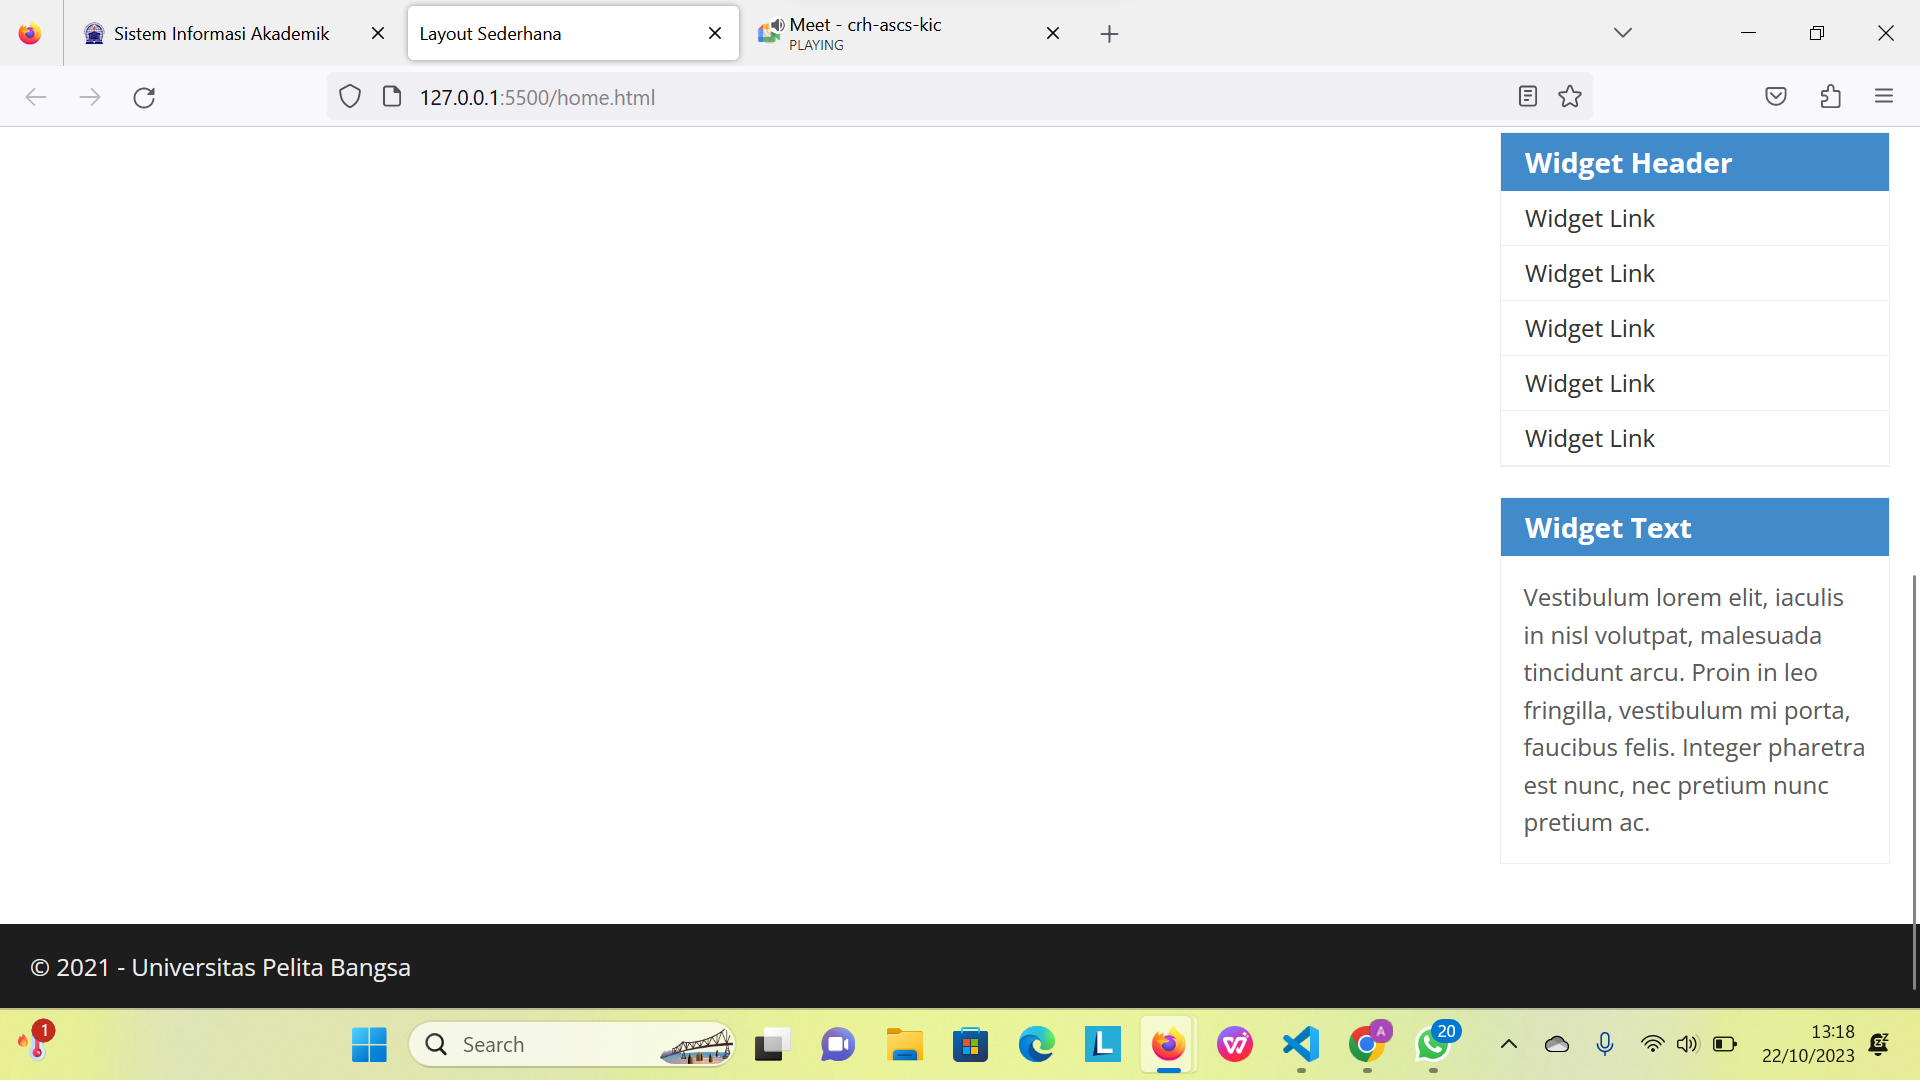 Sistem Informasi Akademik
Layout Sederhana
Meet - crh-ascs-kic
PLAYING
127.0.0.1:5500/home.html
Widget Header
Widget Link
Widget Link
Widget Link
Widget Link
Widget Link
Widget Text
Vestibulum lorem elit, iaculis
in nisl volutpat, malesuada
tincidunt arcu. Proin in leo
fringilla, vestibulum mi porta,
faucibus felis. Integer pharetra
est nunc, nec pretium nunc
pretium ac.
© 2021 - Universitas Pelita Bangsa
1
Search
L
A
20
13:18
22/10/2023